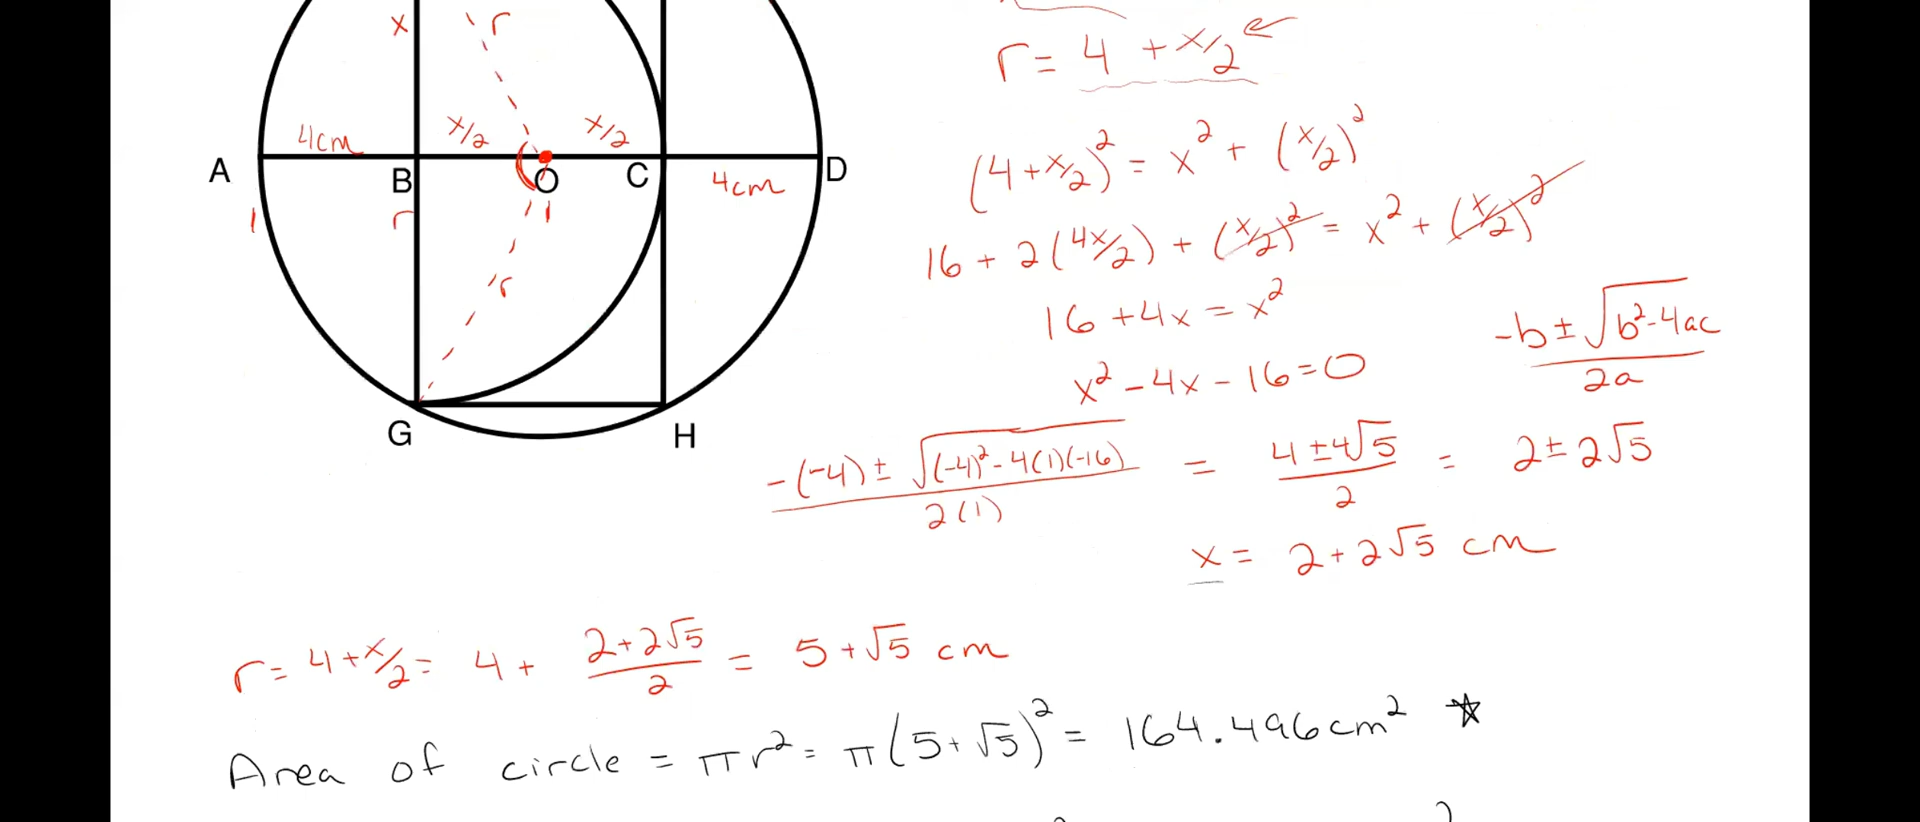 x
r
r = 4 + x/2
4cm
x/2
x/2
A
B
O
C
4cm
D
r
r
G
H
(4 + x/2)² = x² + (x/2)²
16 + 2(4x/2) + (x/2)² = x² + (x/2)²
16 + 4x = x²
-b ± √b²-4ac
2a
x² - 4x - 16 = 0
-(-4) ± √(-4)² - 4(1)(-16) = 4 ± 4√5 = 2 ± 2√5
2(1) 2
x = 2 + 2√5 cm
r = 4 + x/2 = 4 + 2 + 2√5 = 5 + √5 cm
2
Area of circle = πr² = π(5 + √5)² = 164.496cm²